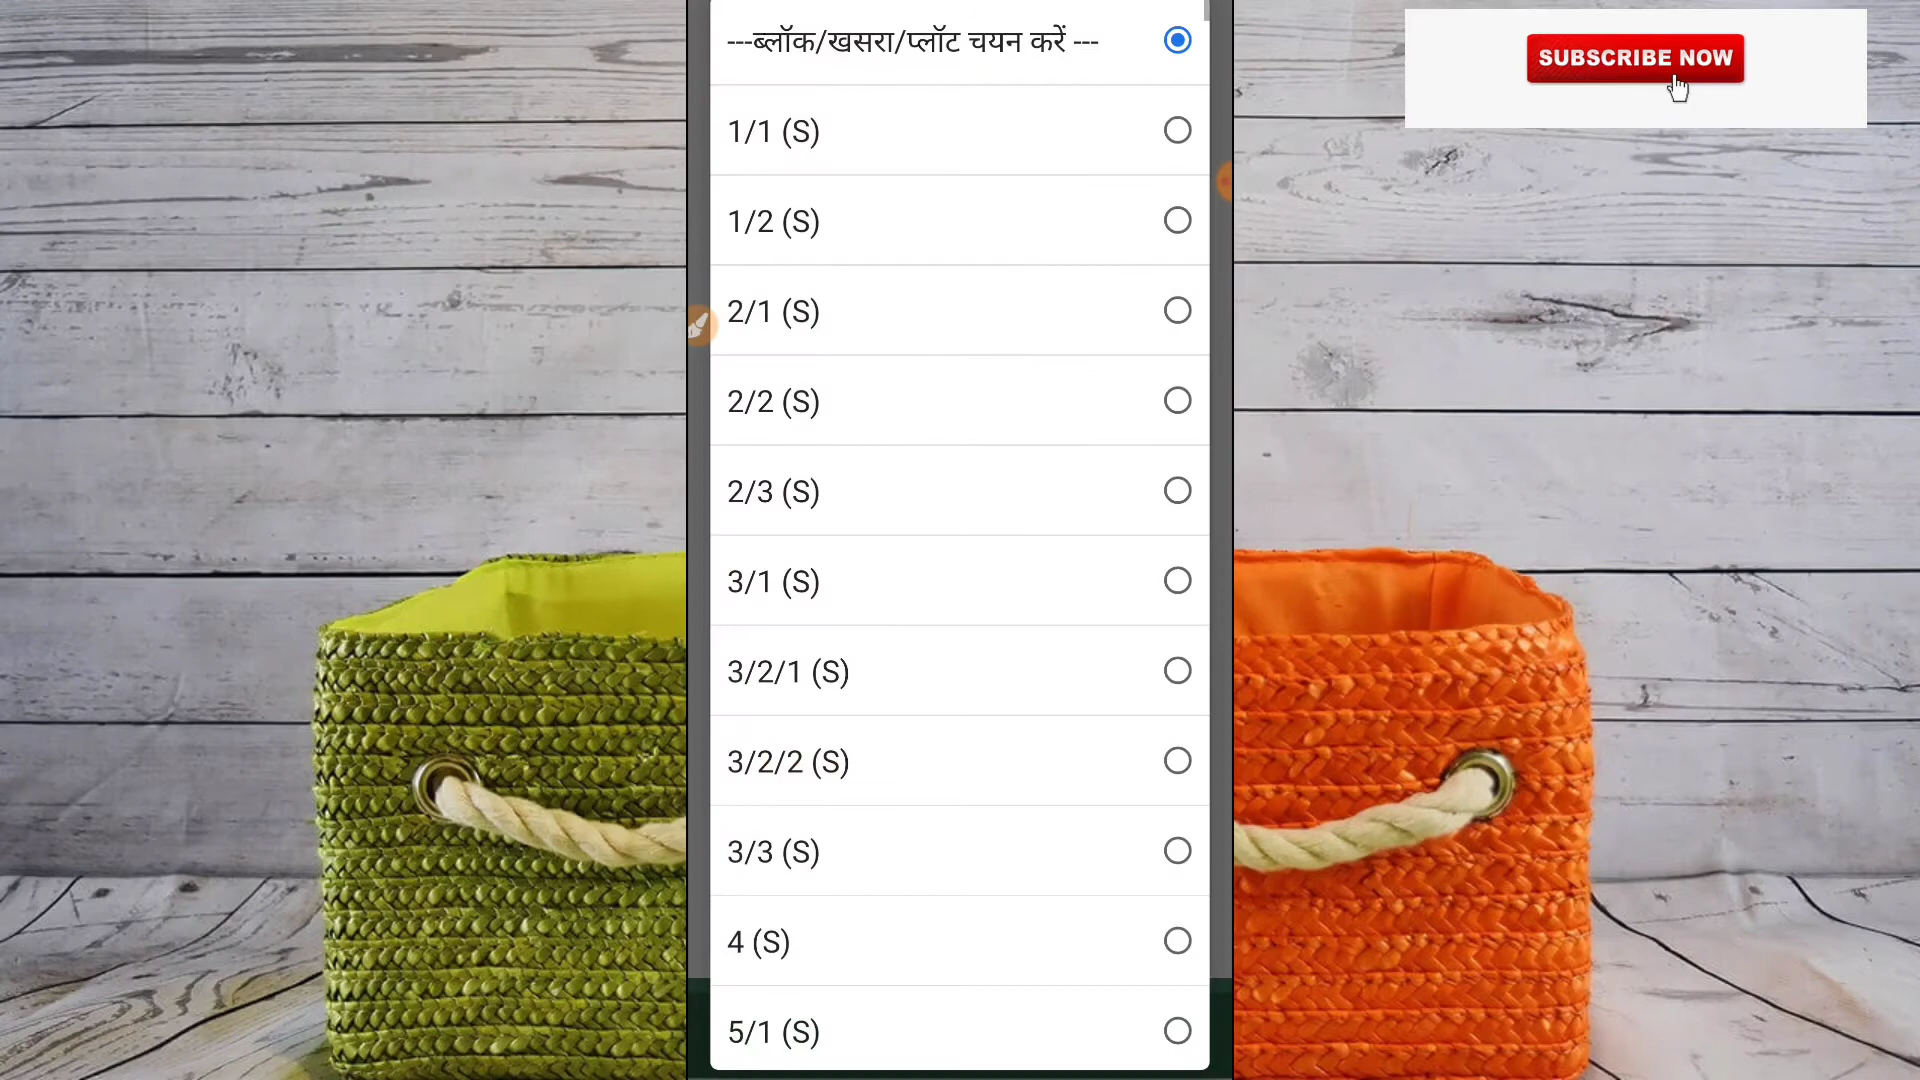 ---ब्लॉक/खसरा/प्लॉट चयन करें ---
SUBSCRIBE NOW
1/1 (S)
1/2 (S)
2/1 (S)
2/2 (S)
2/3 (S)
3/1 (S)
3/2/1 (S)
3/2/2 (S)
3/3 (S)
4 (S)
5/1 (S)